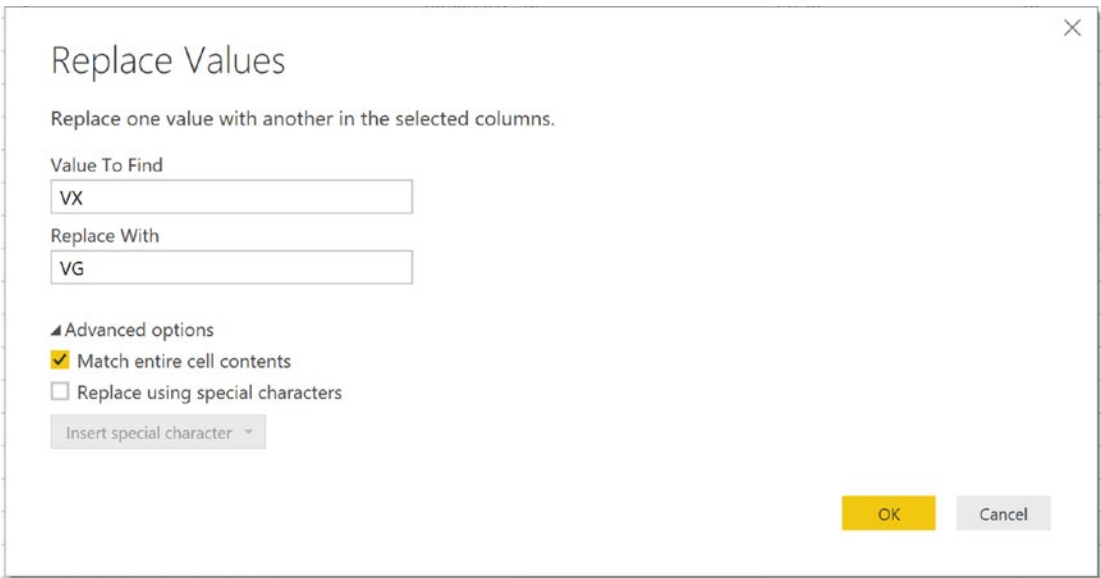 Replace Values
Replace one value with another in the selected columns.
Value To Find
VX
Replace With
VG
Advanced options
Match entire cell contents
Replace using special characters
Insert special character
OK Cancel